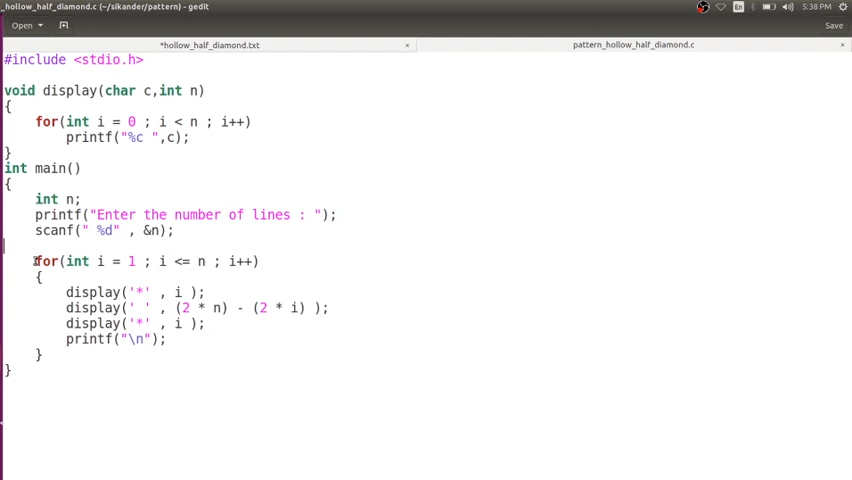 _hollow_half_diamond.c (~/sikander/pattern) - gedit
En
5:38 PM
Open
Save
*hollow_half_diamond.txt
×
pattern_hollow_half_diamond.c
×
#include <stdio.h>
void display(char c,int n)
{
for(int i = 0 ; i < n ; i++)
printf("%c ",c);
}
int main()
{
int n;
printf("Enter the number of lines : ");
scanf(" %d" , &n);
for(int i = 1 ; i <= n ; i++)
{
display('*' , i );
display(' ' , (2 * n) - (2 * i) );
display('*' , i );
printf("\n");
}
}